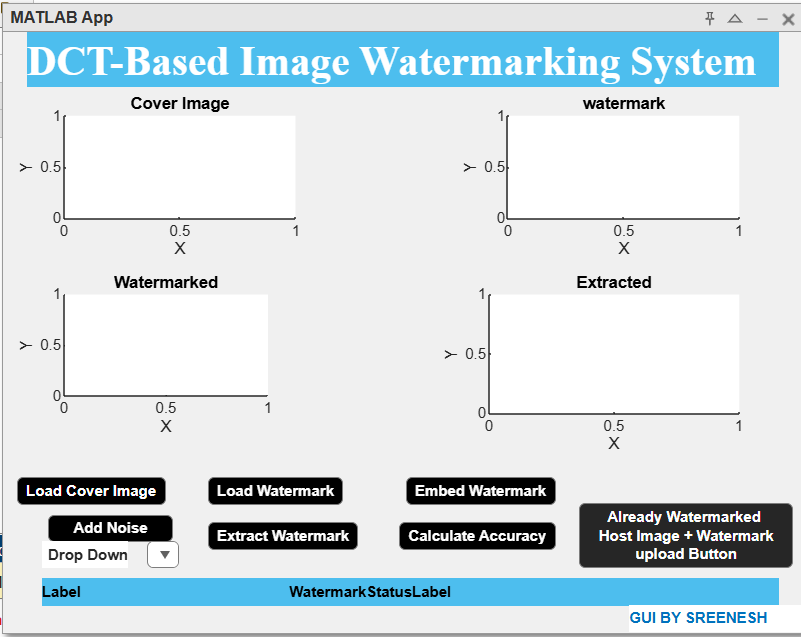 MATLAB App
DCT-Based Image Watermarking System
Cover Image
1
0.5
0
Y
0 0.5 1
X
watermark
1
0.5
0
Y
0 0.5 1
X
Watermarked
1
0.5
0
Y
0 0.5 1
X
Extracted
1
0.5
0
Y
0 0.5 1
X
Load Cover Image
Load Watermark
Embed Watermark
Add Noise
Extract Watermark
Calculate Accuracy
Already Watermarked
Host Image + Watermark
upload Button
Drop Down
Label
WatermarkStatusLabel
GUI BY SREENESH